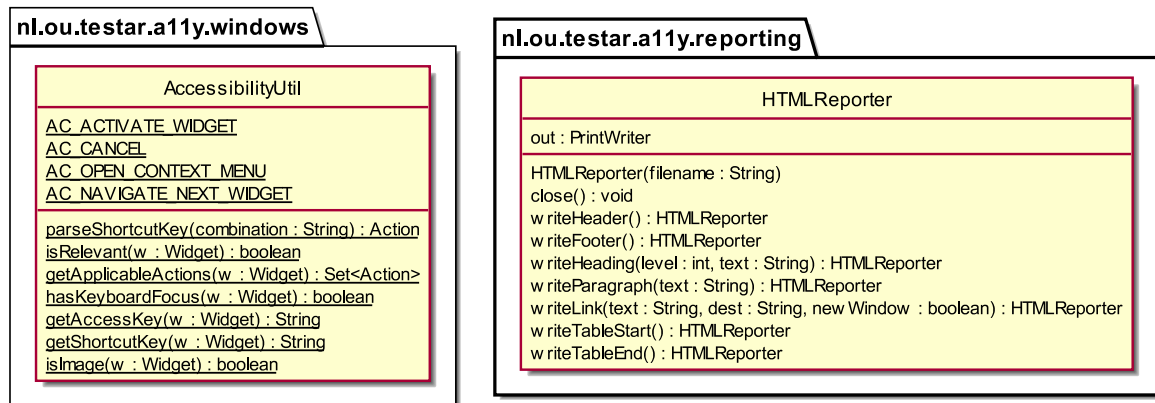 nl.ou.testar.a11y.windows
AccessibilityUtil
AC_ACTIVATE_WIDGET
AC_CANCEL
AC_OPEN_CONTEXT_MENU
AC_NAVIGATE_NEXT_WIDGET
parseShortcutKey(combination : String) : Action
isRelevant(w : Widget) : boolean
getApplicableActions(w : Widget) : Set<Action>
hasKeyboardFocus(w : Widget) : boolean
getAccessKey(w : Widget) : String
getShortcutKey(w : Widget) : String
isImage(w : Widget) : boolean
nl.ou.testar.a11y.reporting
HTMLReporter
out : PrintWriter
HTMLReporter(filename : String)
close() : void
writeHeader() : HTMLReporter
writeFooter() : HTMLReporter
writeHeading(level : int, text : String) : HTMLReporter
writeParagraph(text : String) : HTMLReporter
writeLink(text : String, dest : String, newWindow : boolean) : HTMLReporter
writeTableStart() : HTMLReporter
writeTableEnd() : HTMLReporter